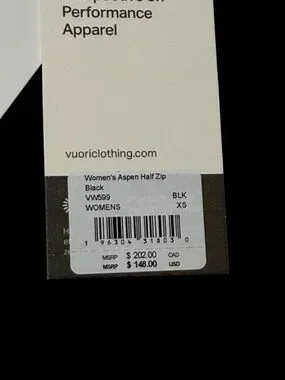 Performance
Apparel
vuoriclothing.com
Women's Aspen Half Zip
Black
VW599 BLK
WOMENS XS
1 96304 31803 0
MSRP $ 202.00 CAD
MSRP $ 148.00 USD